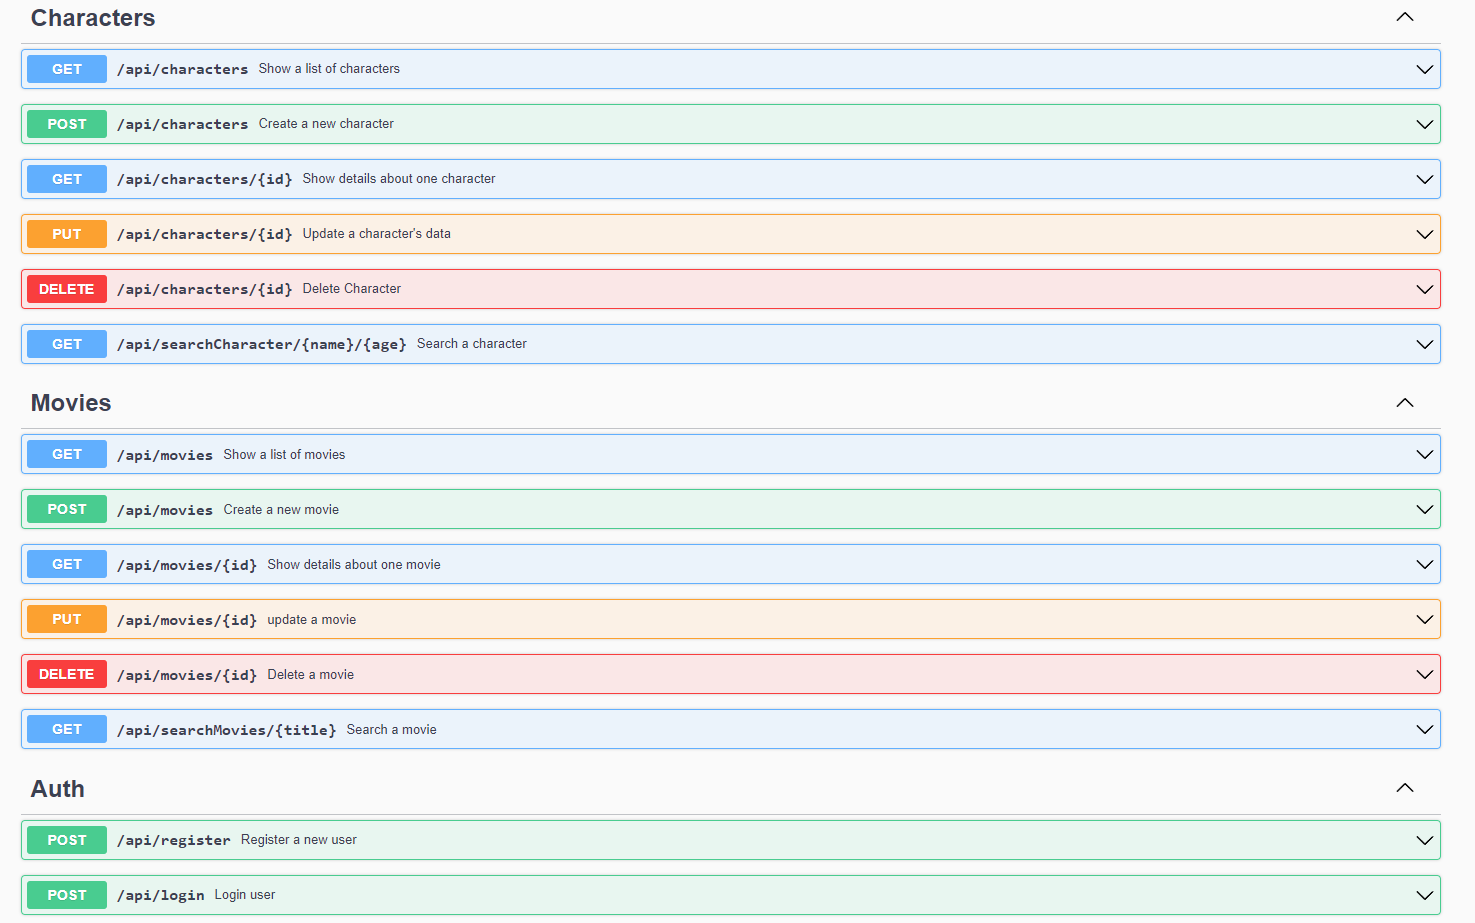 Characters
GET /api/characters Show a list of characters
POST /api/characters Create a new character
GET /api/characters/{id} Show details about one character
PUT /api/characters/{id} Update a character's data
DELETE /api/characters/{id} Delete Character
GET /api/searchCharacter/{name}/{age} Search a character
Movies
GET /api/movies Show a list of movies
POST /api/movies Create a new movie
GET /api/movies/{id} Show details about one movie
PUT /api/movies/{id} update a movie
DELETE /api/movies/{id} Delete a movie
GET /api/searchMovies/{title} Search a movie
Auth
POST /api/register Register a new user
POST /api/login Login user